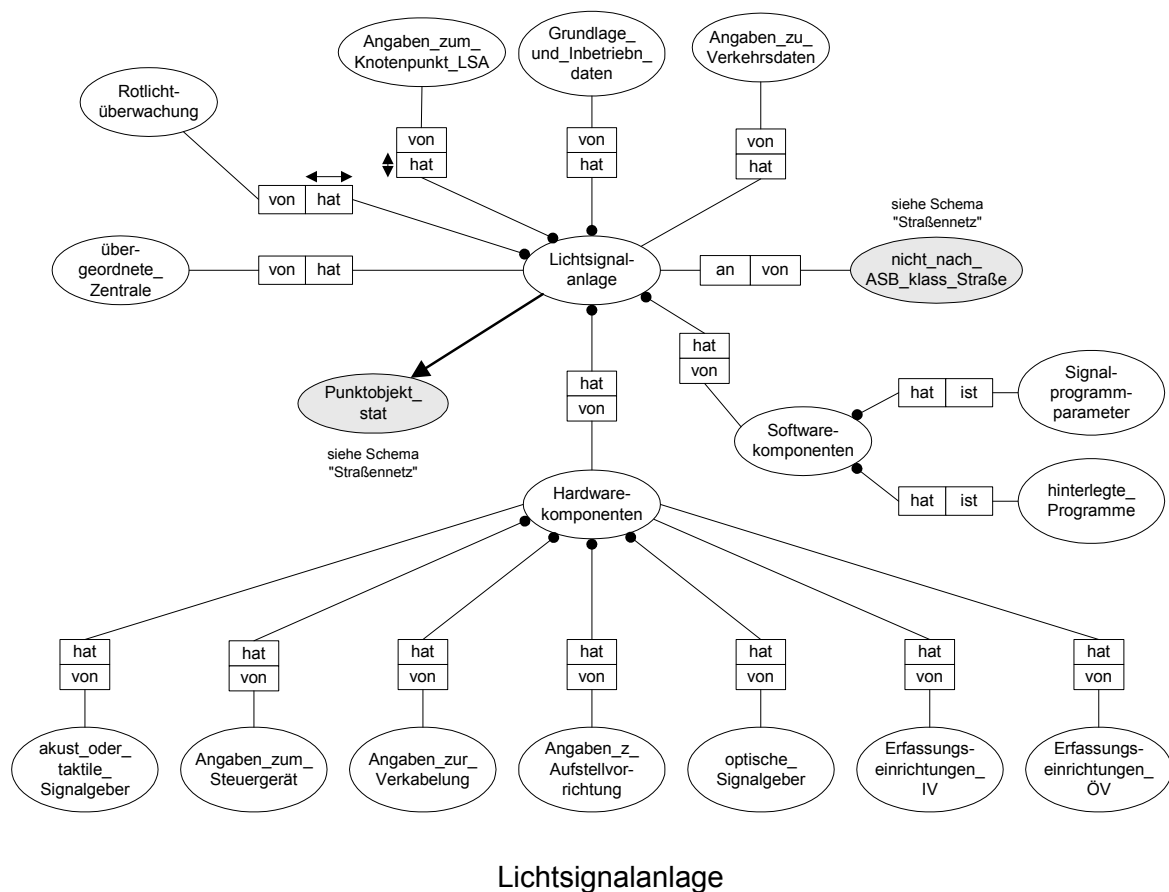 Angaben_zum_
Knotenpunkt_LSA
Grundlage_
und_Inbetriebn_
daten
Angaben_zu_
Verkehrsdaten
Rotlicht-
überwachung
von
hat
von
hat
von
hat
von hat
siehe Schema
"Straßennetz"
über-
geordnete_
Zentrale
von hat
Lichtsignal-
anlage
an von
nicht_nach_
ASB_klass_Straße
hat
von
hat
von
Punktobjekt_
stat
siehe Schema
"Straßennetz"
hat ist
Signal-
programm-
parameter
Software-
komponenten
hat ist
hinterlegte_
Programme
Hardware-
komponenten
hat
von
hat
von
hat
von
hat
von
hat
von
hat
von
hat
von
akust_oder_
taktile_
Signalgeber
Angaben_zum_
Steuergerät
Angaben_zur_
Verkabelung
Angaben_z_
Aufstellvor-
richtung
optische_
Signalgeber
Erfassungs-
einrichtungen_
IV
Erfassungs-
einrichtungen_
ÖV
Lichtsignalanlage